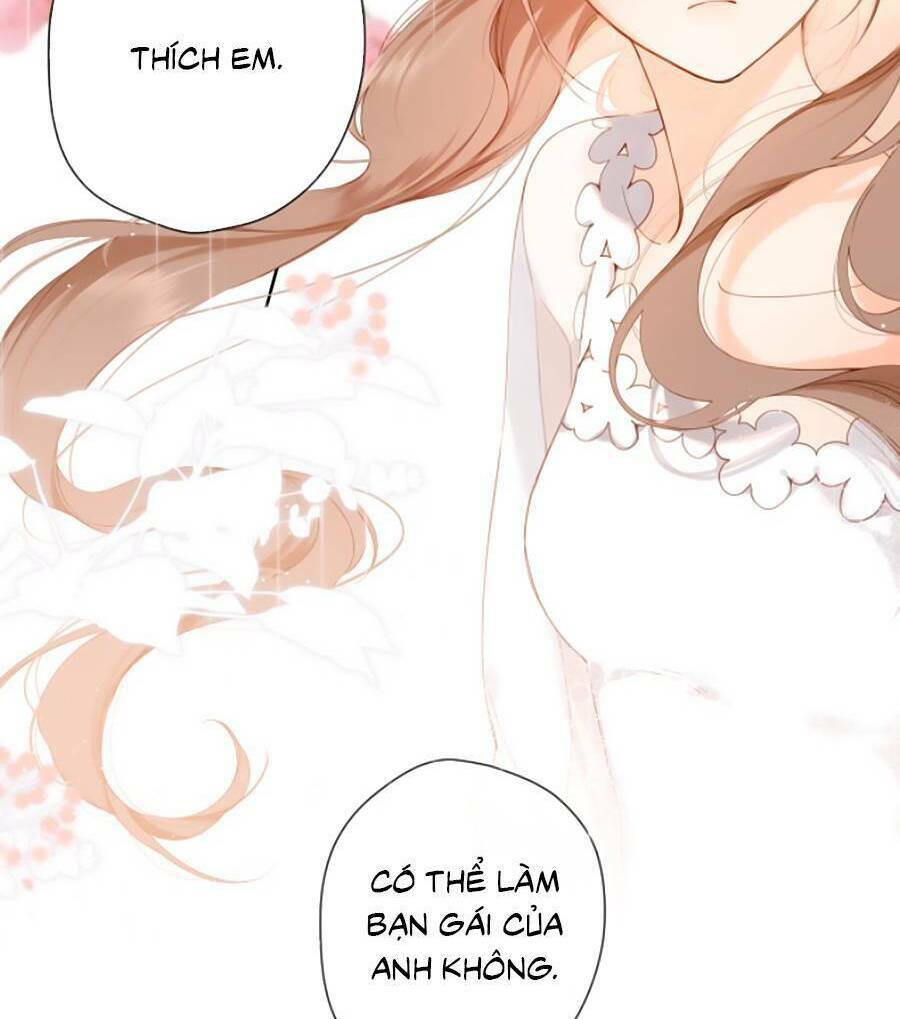 THÍCH EM.
CÓ THỂ LÀM
BẠN GÁI CỦA
ANH KHÔNG.